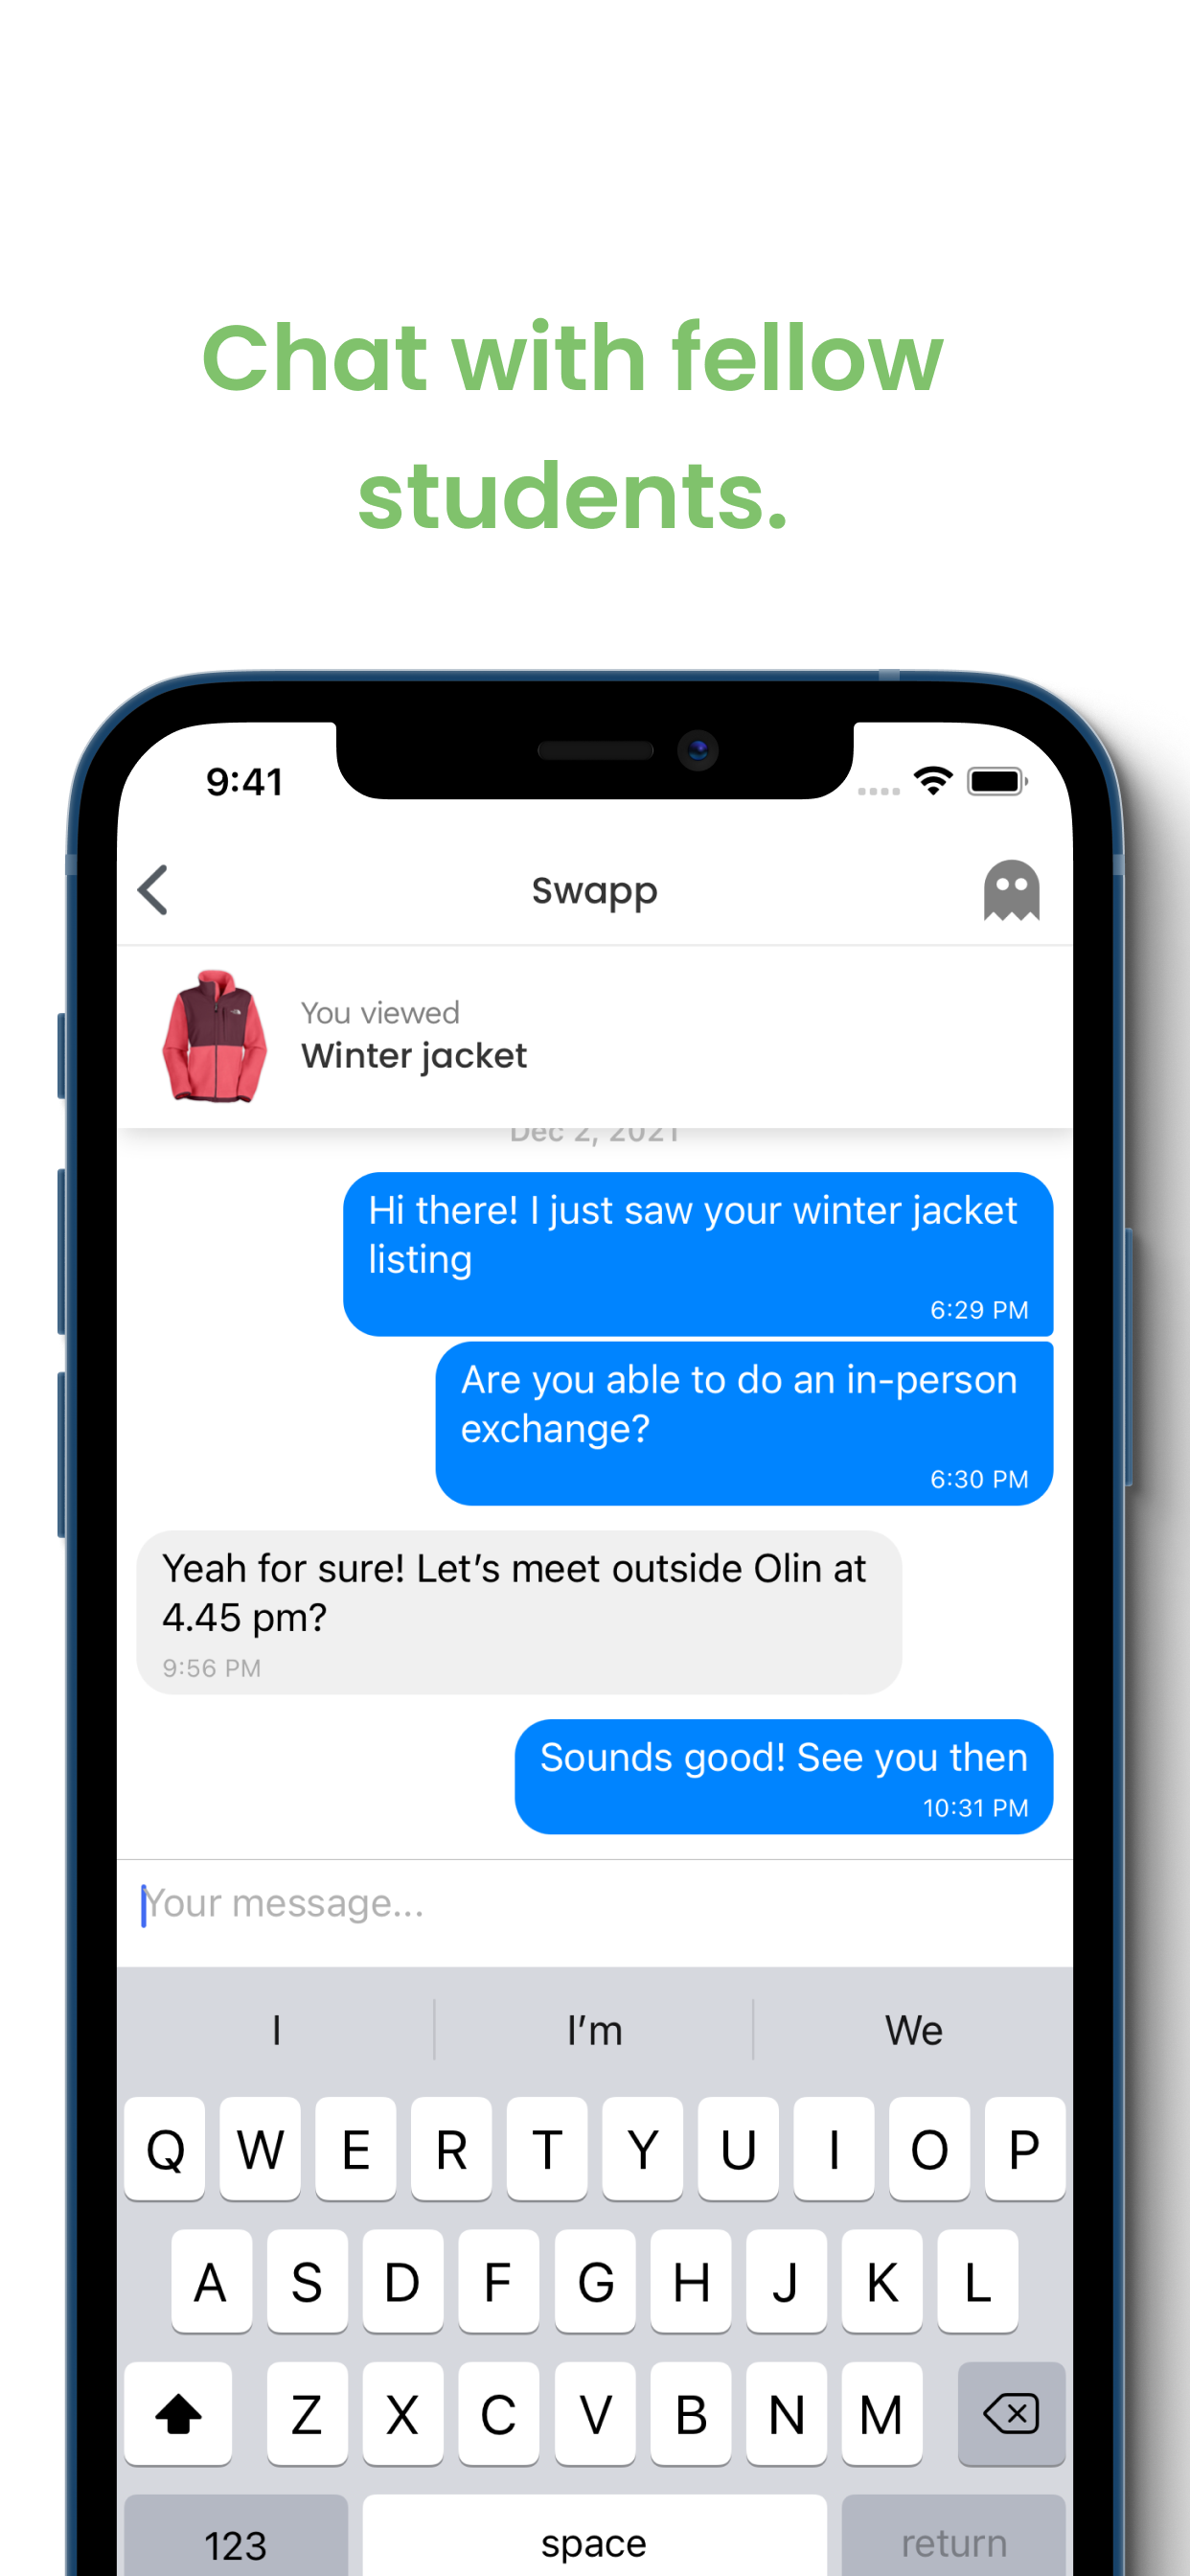 Chat with fellow
students.
9:41
Swapp
You viewed
Winter jacket
Dec 2, 2021
Hi there! I just saw your winter jacket
listing
6:29 PM
Are you able to do an in-person
exchange?
6:30 PM
Yeah for sure! Let’s meet outside Olin at
4.45 pm?
9:56 PM
Sounds good! See you then
10:31 PM
Your message...
I I’m We
Q W E R T Y U I O P
A S D F G H J K L
Z X C V B N M
123 space return